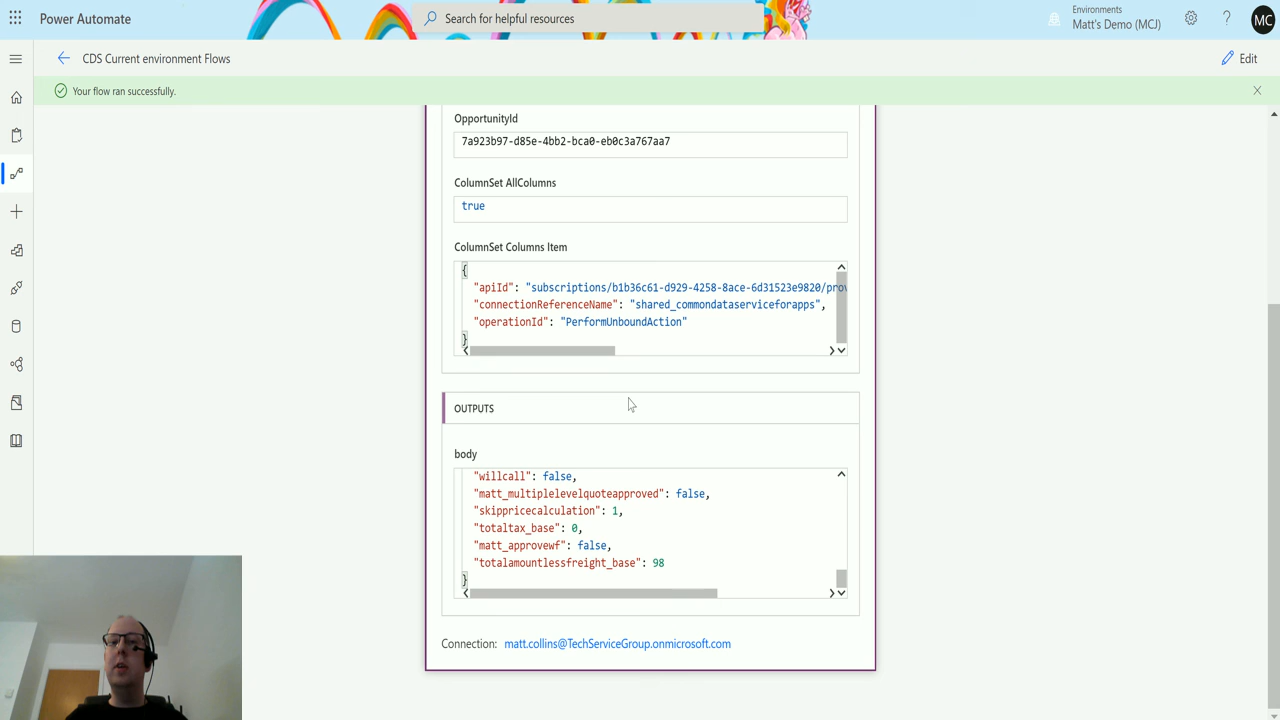 Power Automate
Search for helpful resources
Environments
Matt's Demo (MCJ)
MC
CDS Current environment Flows
Edit
Your flow ran successfully.
OpportunityId
7a923b97-d85e-4bb2-bca0-eb0c3a767aa7
ColumnSet AllColumns
true
ColumnSet Columns Item
{
"apiId": "subscriptions/b1b36c61-d929-4258-8ace-6d31523e9820/prov
"connectionReferenceName": "shared_commondataserviceforapps",
"operationId": "PerformUnboundAction"
}
OUTPUTS
body
"willcall": false,
"matt_multiplelevelquoteapproved": false,
"skippricecalculation": 1,
"totaltax_base": 0,
"matt_approvewf": false,
"totalamountlessfreight_base": 98
}
Connection: matt.collins@TechServiceGroup.onmicrosoft.com